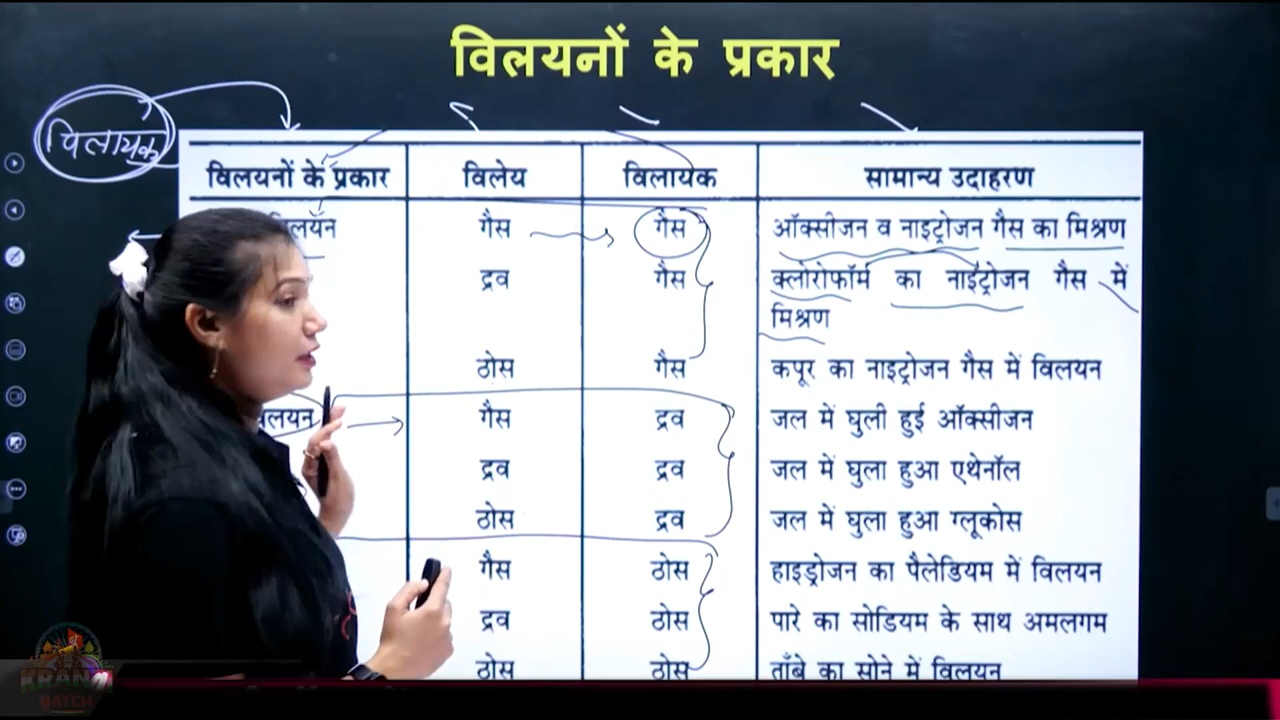 विलयनों के प्रकार
विलायक
विलयनों के प्रकार विलेय विलायक सामान्य उदाहरण
गैस गैस ऑक्सीजन व नाइट्रोजन गैस का मिश्रण
द्रव गैस क्लोरोफॉर्म का नाइट्रोजन गैस में
मिश्रण
ठोस गैस कपूर का नाइट्रोजन गैस में विलयन
गैस द्रव जल में घुली हुई ऑक्सीजन
द्रव द्रव जल में घुला हुआ एथेनॉल
ठोस द्रव जल में घुला हुआ ग्लूकोस
गैस ठोस हाइड्रोजन का पैलेडियम में विलयन
द्रव ठोस पारे का सोडियम के साथ अमलगम
ठोस ठोस ताँबे का सोने में विलयन
BATCH